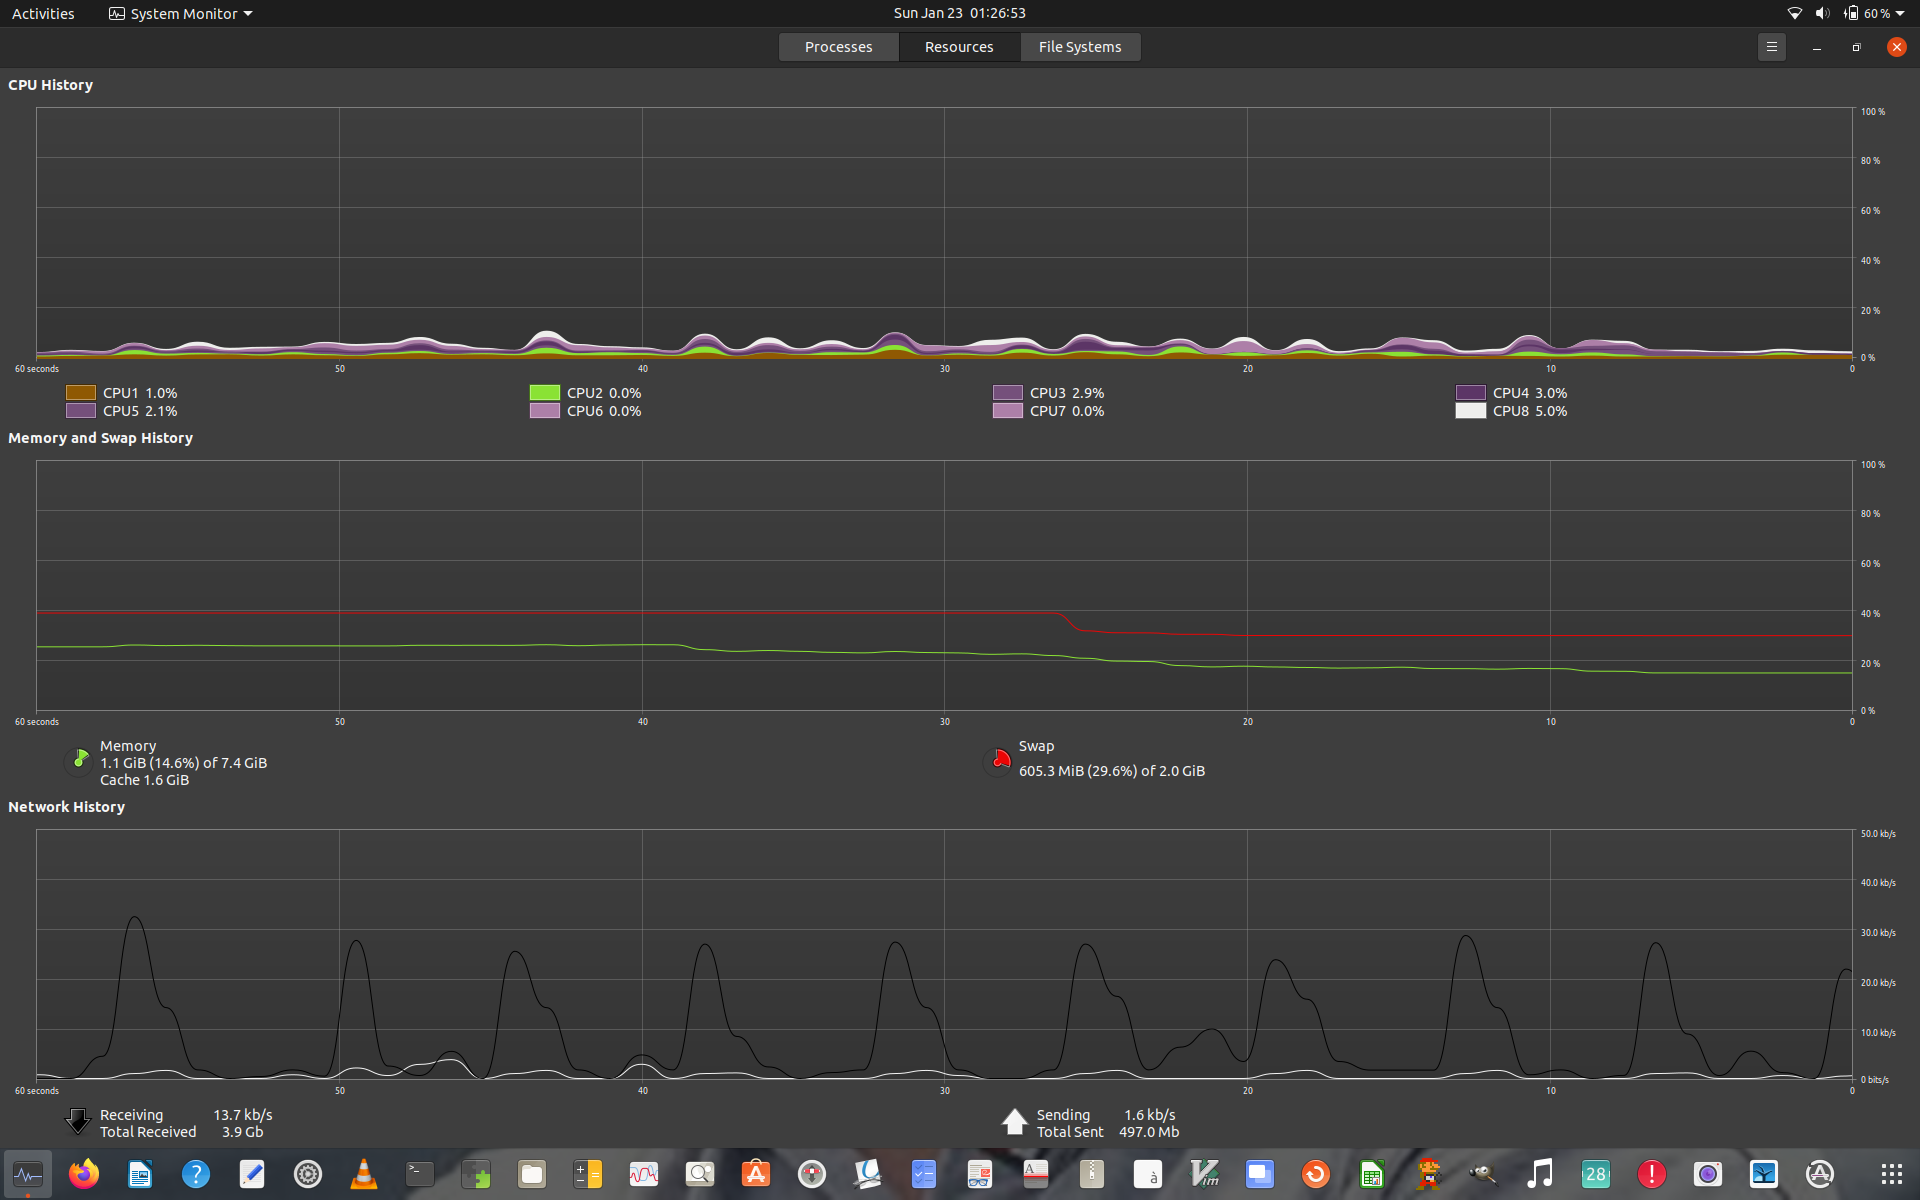 Activities System Monitor Sun Jan 23 01:26:53 60 %
Processes Resources File Systems
CPU History
100 %
80 %
60 %
40 %
20 %
0 %
60 seconds 50 40 30 20 10 0
CPU1 1.0% CPU2 0.0% CPU3 2.9% CPU4 3.0%
CPU5 2.1% CPU6 0.0% CPU7 0.0% CPU8 5.0%
Memory and Swap History
100 %
80 %
60 %
40 %
20 %
0 %
60 seconds 50 40 30 20 10 0
Memory
1.1 GiB (14.6%) of 7.4 GiB
Cache 1.6 GiB
Swap
605.3 MiB (29.6%) of 2.0 GiB
Network History
50.0 kb/s
40.0 kb/s
30.0 kb/s
20.0 kb/s
10.0 kb/s
0 bits/s
60 seconds 50 40 30 20 10 0
Receiving 13.7 kb/s Sending 1.6 kb/s
Total Received 3.9 Gb Total Sent 497.0 Mb
? >_ A A à Vim 28 !